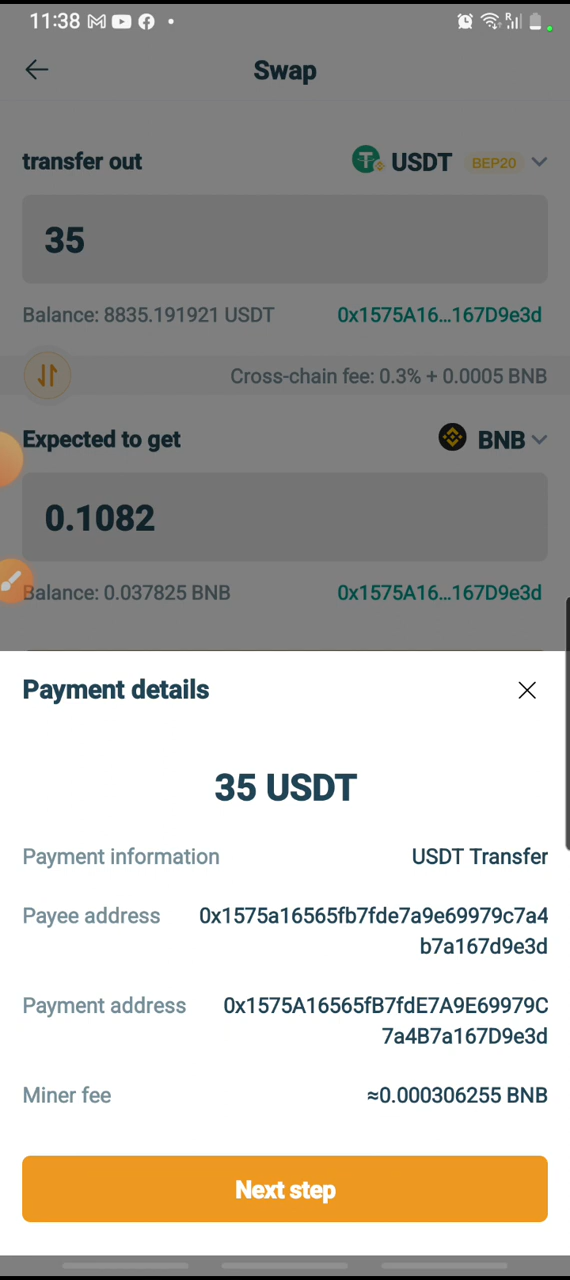 11:38
Swap
transfer out USDT BEP20
35
Balance: 8835.191921 USDT 0x1575A16...167D9e3d
Cross-chain fee: 0.3% + 0.0005 BNB
Expected to get BNB
0.1082
Balance: 0.037825 BNB 0x1575A16...167D9e3d
Payment details
35 USDT
Payment information USDT Transfer
Payee address 0x1575a16565fb7fde7a9e69979c7a4
b7a167d9e3d
Payment address 0x1575A16565fB7fdE7A9E69979C
7a4B7a167D9e3d
Miner fee ≈0.000306255 BNB
Next step